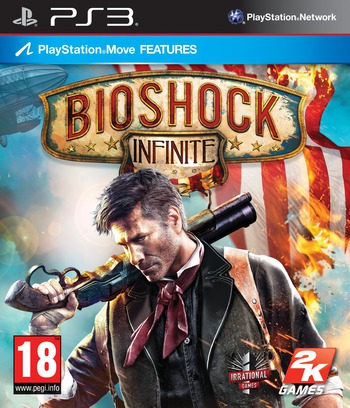 PS3
PlayStation®Network
PlayStation®Move FEATURES
BIOSHOCK
INFINITE
18
www.pegi.info
IRRATIONAL
GAMES
2K
GAMES